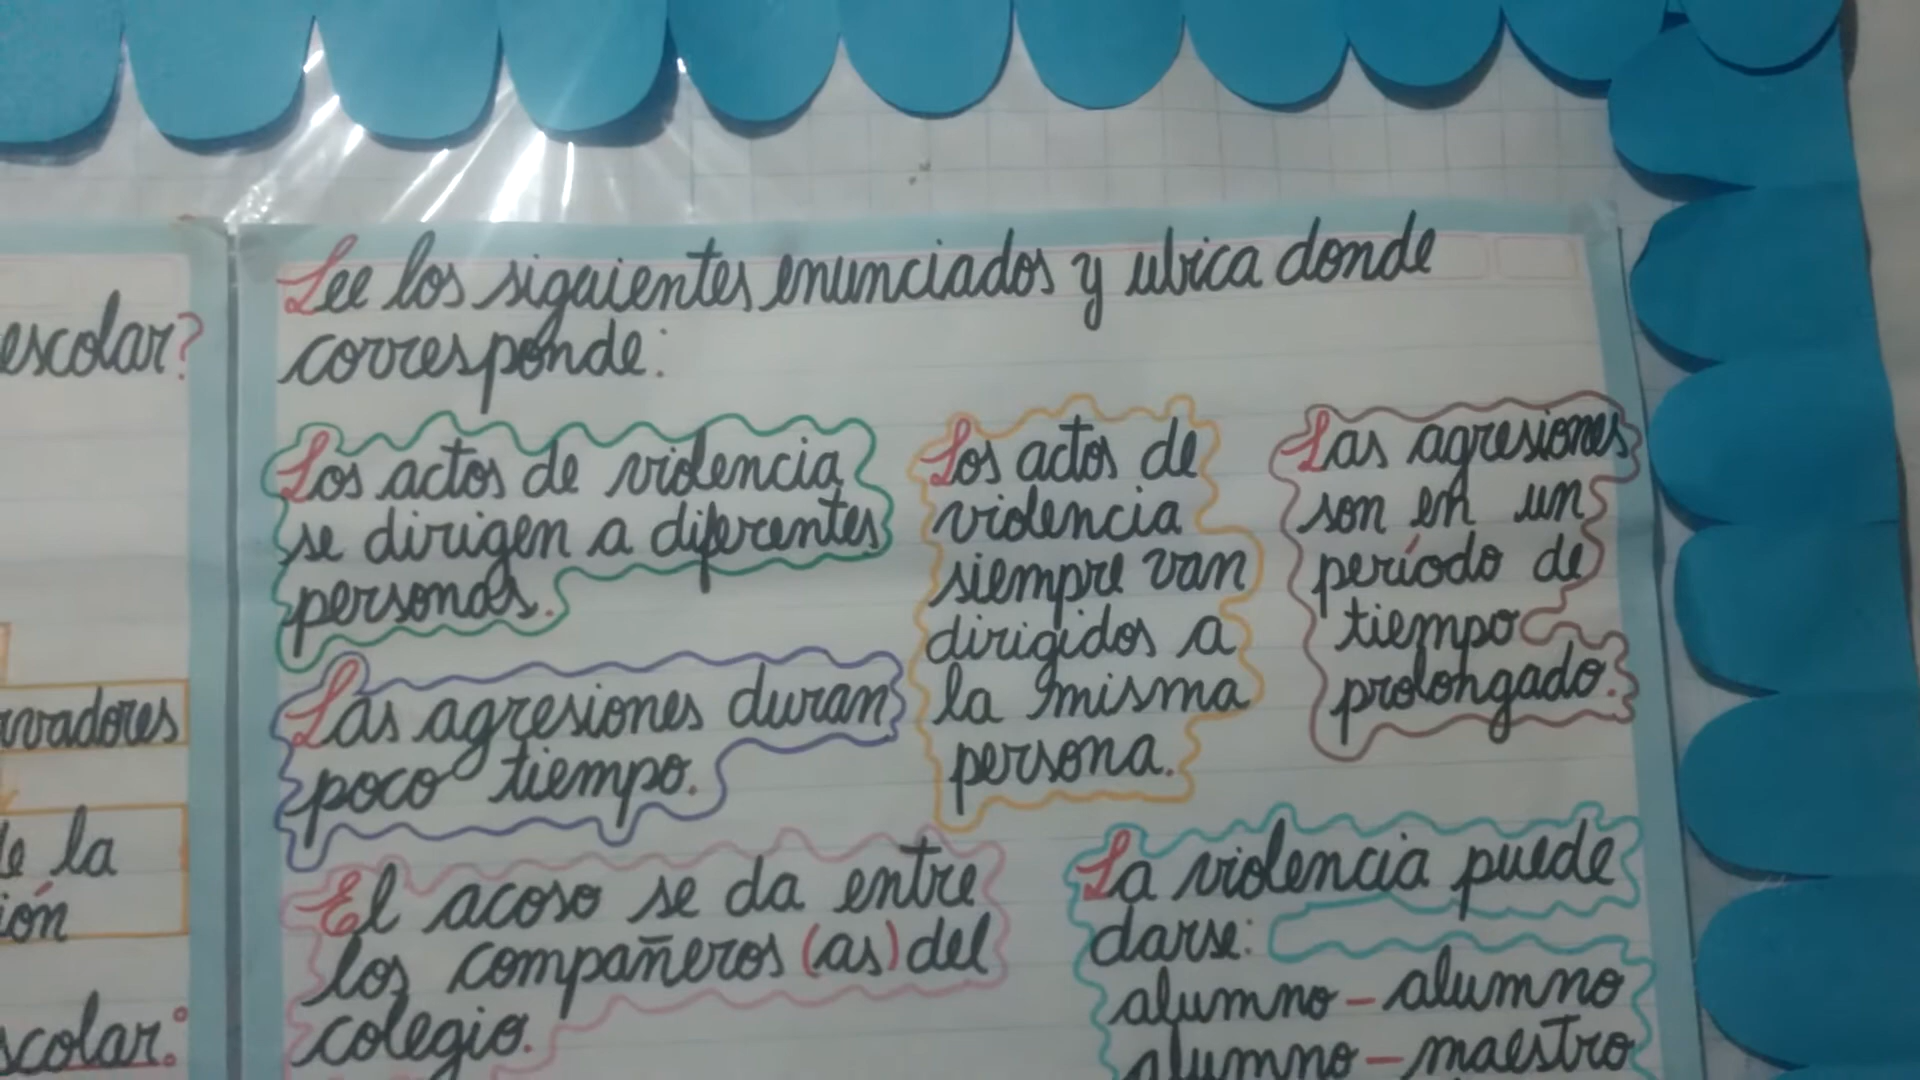 escolar?
vadores
de la
ión
scolar:
Lee los siguientes enunciados y ubica donde
corresponde:
Los actos de violencia
se dirigen a diferentes
personas.
Las agresiones duran
poco tiempo.
Los actos de
violencia
siempre van
dirigidos a
la misma
persona.
Las agresiones
son en un
período de
tiempo
prolongado.
El acoso se da entre
los compañeros (as) del
colegio.
La violencia puede
darse:
alumno - alumno
alumno - maestro